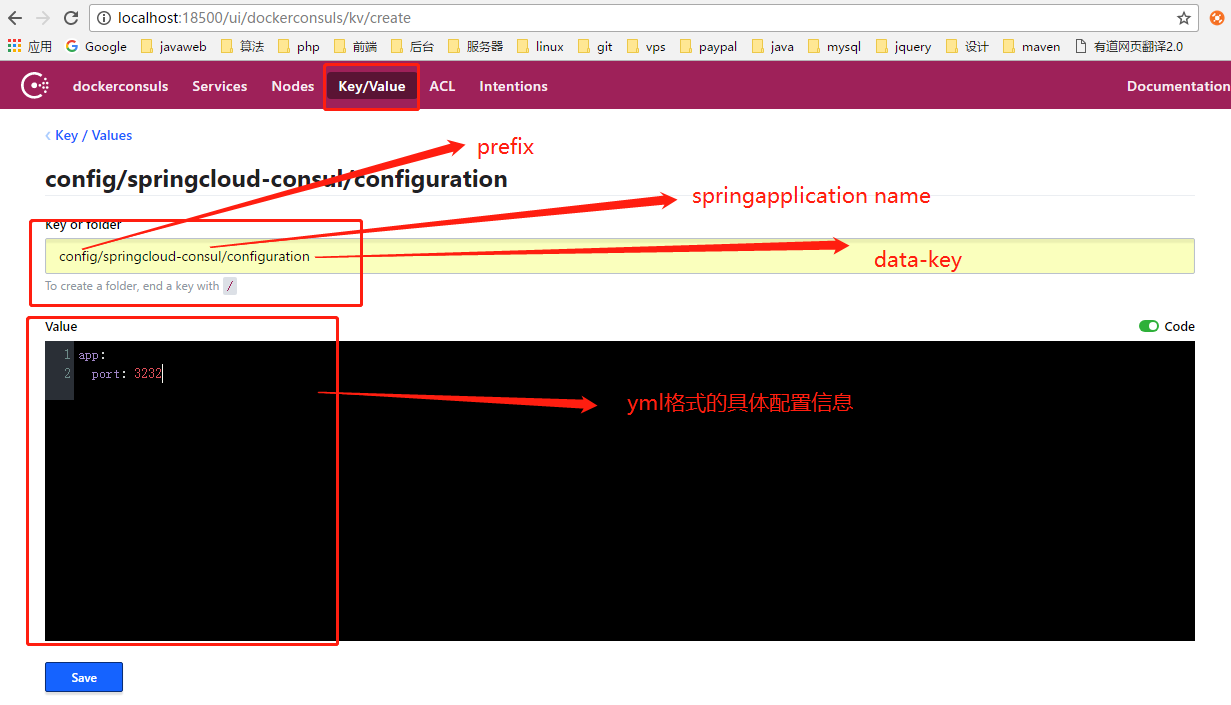 localhost:18500/ui/dockerconsuls/kv/create
应用 Google javaweb 算法 php 前端 后台 服务器 linux git vps paypal java mysql jquery 设计 maven 有道网页翻译2.0
dockerconsuls Services Nodes Key/Value ACL Intentions Documentation
Key / Values
prefix
config/springcloud-consul/configuration
springapplication name
Key or folder
config/springcloud-consul/configuration
data-key
To create a folder, end a key with /
Value Code
1 app:
2 port: 3232
yml格式的具体配置信息
Save